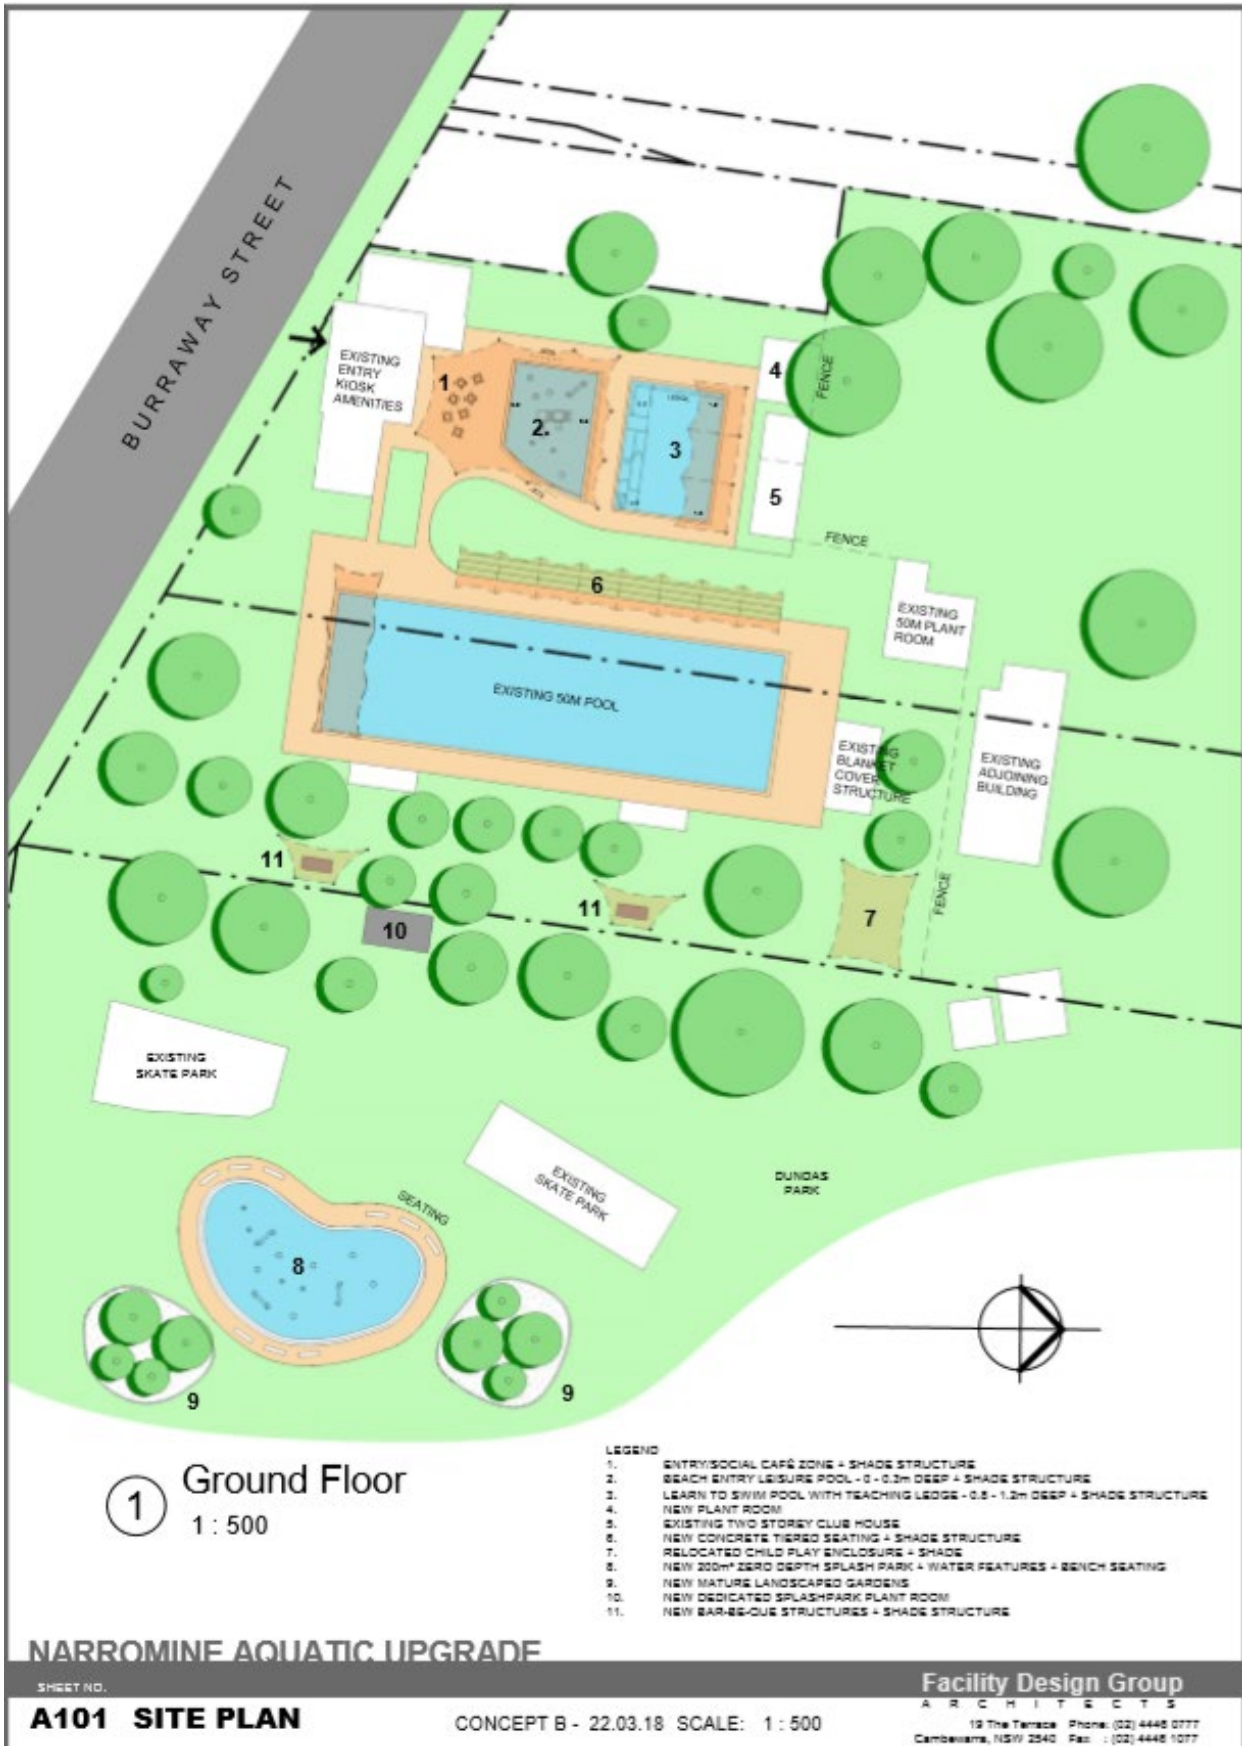 BURRAWAY STREET
EXISTING
ENTRY
KIOSK
AMENITIES
1
2.
LEDGE
3
4
FENCE
5
FENCE
6
EXISTING
50M PLANT
ROOM
EXISTING 50M POOL
EXISTING
BLANKET
COVER
STRUCTURE
EXISTING
ADJOINING
BUILDING
11
11
7
FENCE
10
EXISTING
SKATE PARK
EXISTING
SKATE PARK
DUNDAS
PARK
SEATING
8
9
9
1
Ground Floor
1 : 500
LEGEND
1. ENTRY/SOCIAL CAFÉ ZONE + SHADE STRUCTURE
2. BEACH ENTRY LEISURE POOL - 0 - 0.3m DEEP + SHADE STRUCTURE
3. LEARN TO SWIM POOL WITH TEACHING LEDGE - 0.8 - 1.2m DEEP + SHADE STRUCTURE
4. NEW PLANT ROOM
5. EXISTING TWO STOREY CLUB HOUSE
6. NEW CONCRETE TIERED SEATING + SHADE STRUCTURE
7. RELOCATED CHILD PLAY ENCLOSURE + SHADE
8. NEW 200m² ZERO DEPTH SPLASH PARK + WATER FEATURES + BENCH SEATING
9. NEW MATURE LANDSCAPED GARDENS
10. NEW DEDICATED SPLASHPARK PLANT ROOM
11. NEW BAR-BE-QUE STRUCTURES + SHADE STRUCTURE
NARROMINE AQUATIC UPGRADE
SHEET NO.
A101 SITE PLAN
CONCEPT B - 22.03.18 SCALE: 1 : 500
Facility Design Group
ARCHITECTS
19 The Terrace Phone: (02) 4446 0777
Cambewarra, NSW 2540 Fax : (02) 4446 1077